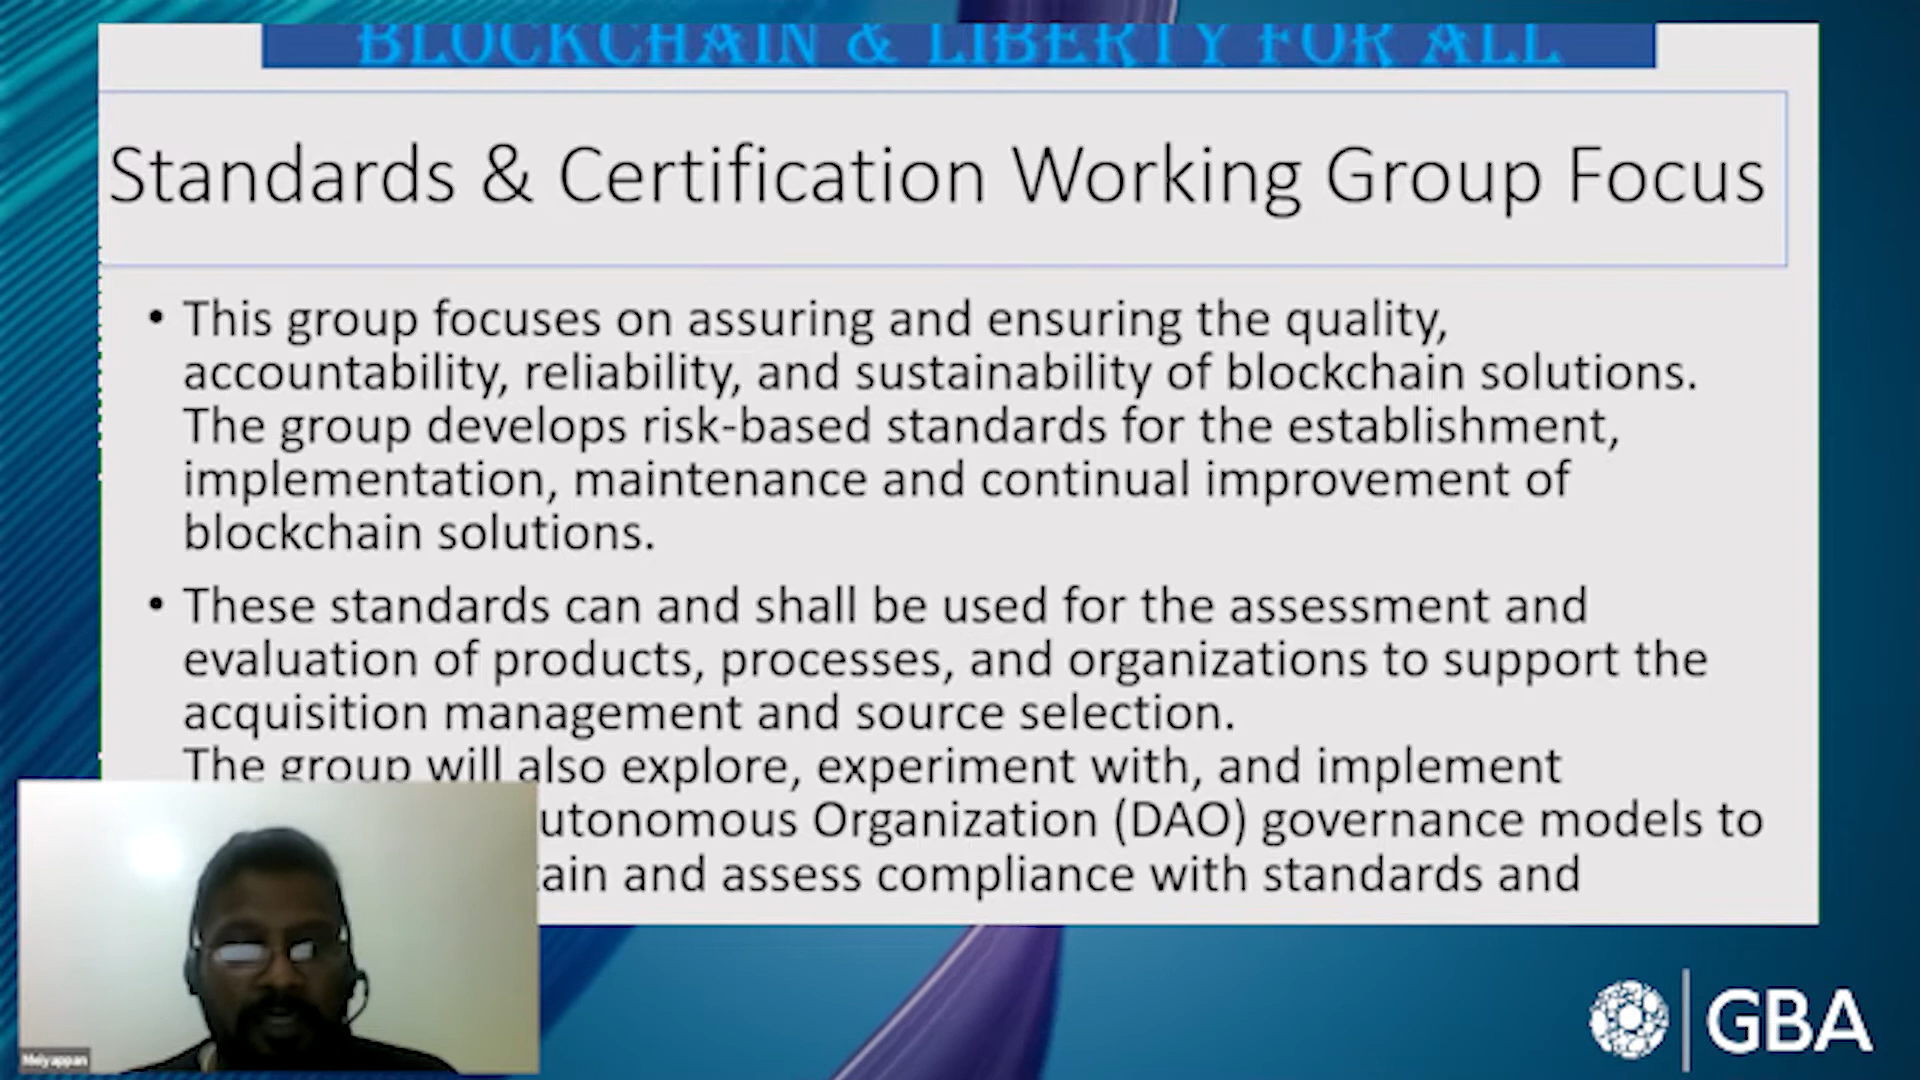 BLOCKCHAIN & LIBERTY FOR ALL
Standards & Certification Working Group Focus
• This group focuses on assuring and ensuring the quality,
accountability, reliability, and sustainability of blockchain solutions.
The group develops risk-based standards for the establishment,
implementation, maintenance and continual improvement of
blockchain solutions.
• These standards can and shall be used for the assessment and
evaluation of products, processes, and organizations to support the
acquisition management and source selection.
The group will also explore, experiment with, and implement
utonomous Organization (DAO) governance models to
tain and assess compliance with standards and
Meiyappan
GBA